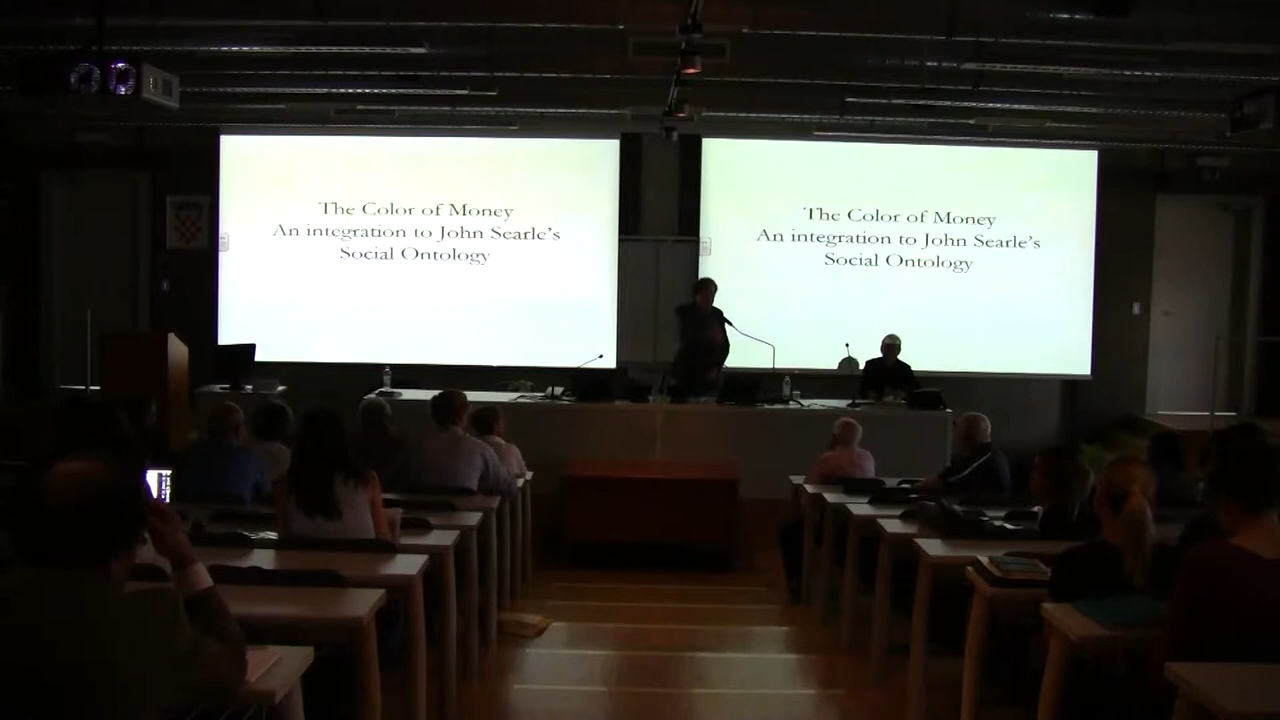 The Color of Money
An integration to John Searle's
Social Ontology
The Color of Money
An integration to John Searle's
Social Ontology